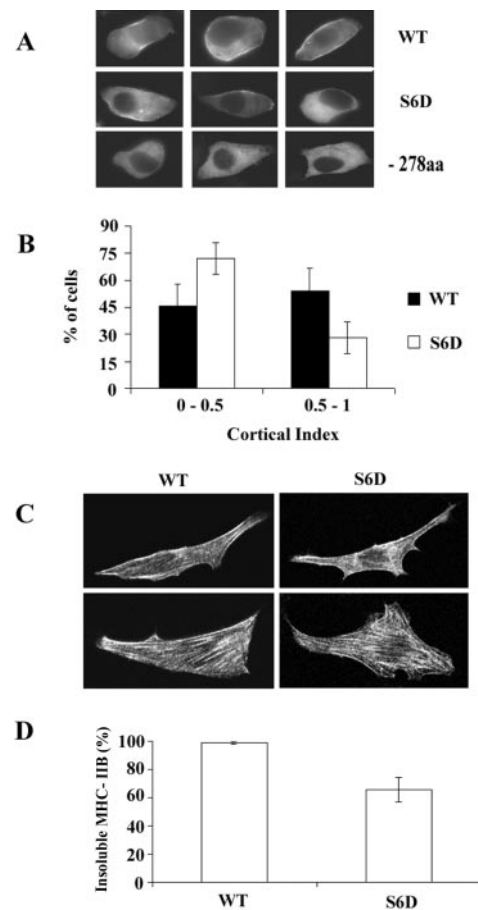 A
WT
S6D
- 278aa
B
% of cells
90
75
60
45
30
15
0
0 - 0.5
0.5 - 1
Cortical Index
WT
S6D
WT
S6D
C
D
Insoluble MHC- IIB (%)
100
80
60
40
20
0
WT
S6D